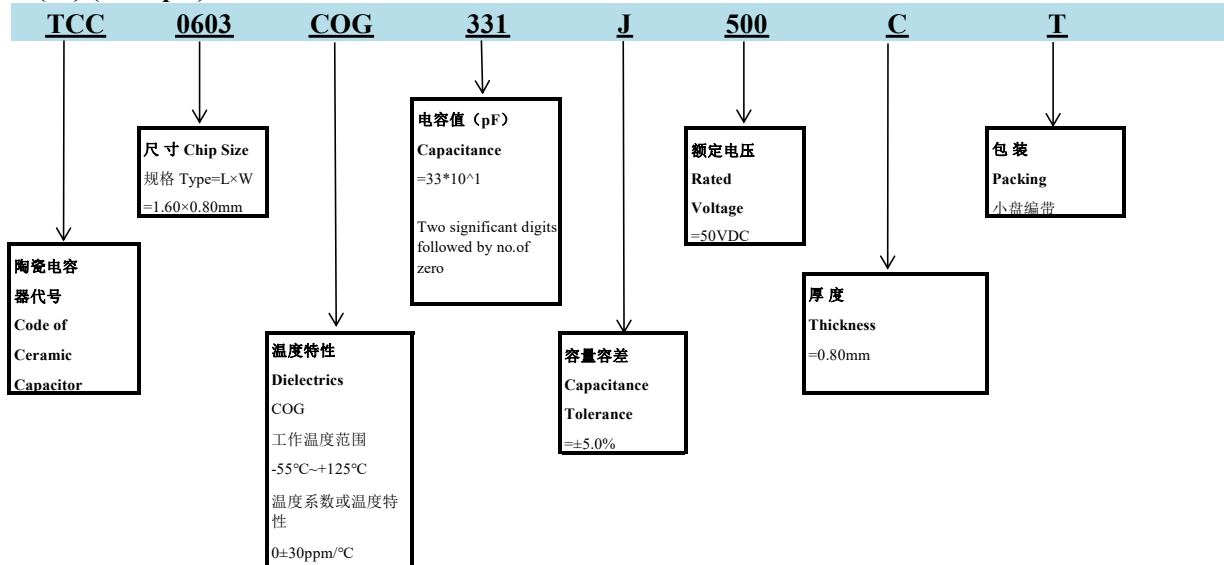 TCC 0603 COG 331 J 500 C T
陶瓷电容
器代号
Code of
Ceramic
Capacitor
尺 寸 Chip Size
规格 Type=L×W
=1.60×0.80mm
温度特性
Dielectrics
COG
工作温度范围
-55℃~+125℃
温度系数或温度特
性
0±30ppm/℃
电容值（pF）
Capacitance
=33*10^1
Two significant digits
followed by no.of
zero
容量容差
Capacitance
Tolerance
=±5.0%
额定电压
Rated
Voltage
=50VDC
厚 度
Thickness
=0.80mm
包 装
Packing
小盘编带